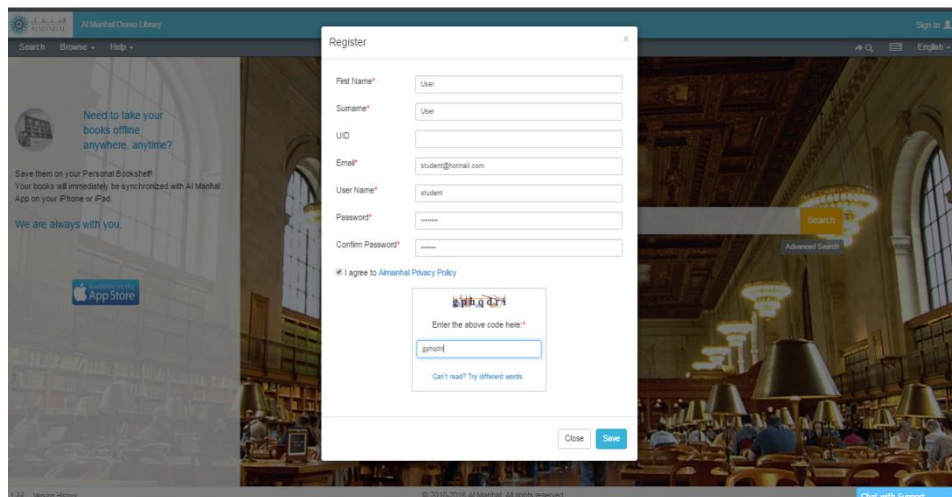 AL MANHAL
Al Manhal Demo Library
Sign In
Search Browse Help
English
Need to take your
books offline
anywhere, anytime?
Save them on your Personal Bookshelf!
Your books will immediately be synchronized with Al Manhal
App on your iPhone or iPad.
We are always with you.
Available on the
App Store
Register
×
First Name*
User
Surname*
User
UID
Email*
student@hotmail.com
User Name*
student
Password*
Confirm Password*
I agree to Almanhal Privacy Policy
gphqdri
Enter the above code here:*
Can't read? Try different words.
Close Save
Search
Advanced Search
Version History
© 2010-2016 Al Manhal. All rights reserved
Chat with Support